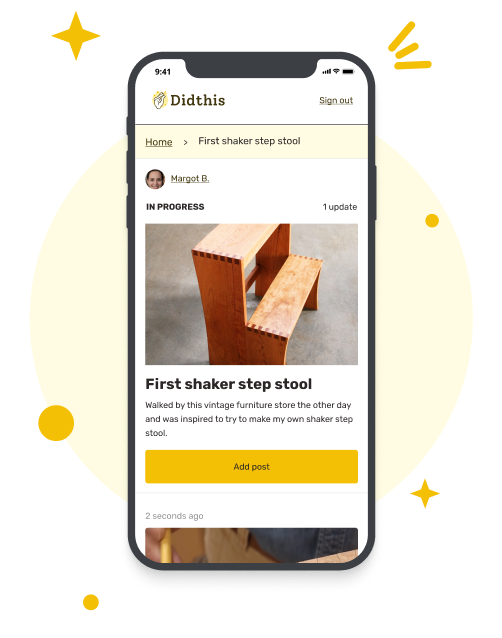 9:41
Didthis
Sign out
Home > First shaker step stool
Margot B.
IN PROGRESS
1 update
First shaker step stool
Walked by this vintage furniture store the other day
and was inspired to try to make my own shaker step
stool.
Add post
2 seconds ago